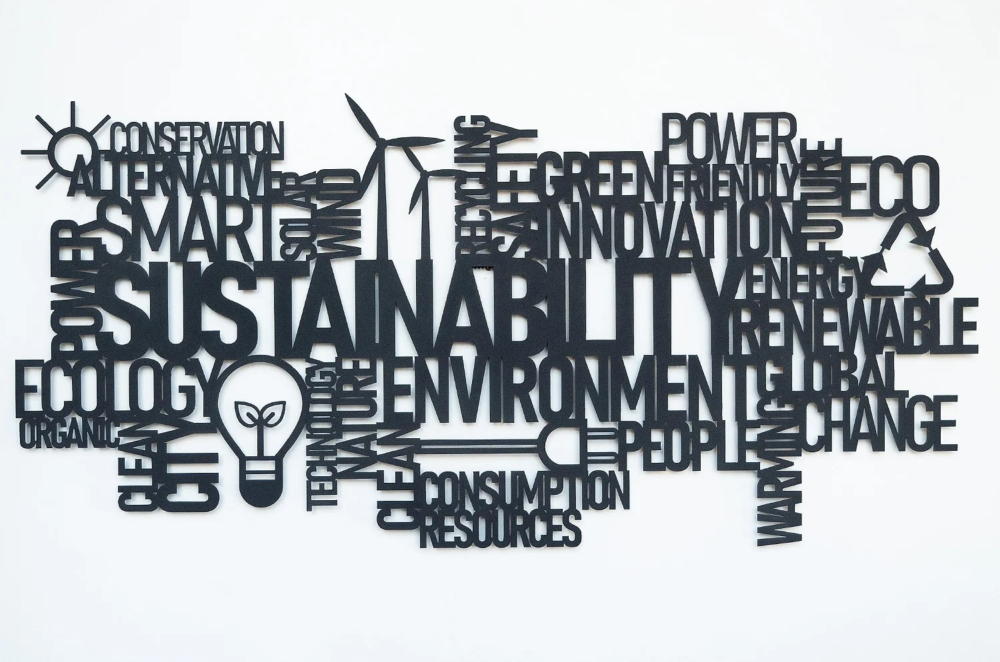 CONSERVATION
ALTERNATIVE
SMART
SOLAR
WIND
RECYCLING
SAFETY
GREEN
POWER
FRIENDLY
INNOVATION
FUTURE
ECO
POWER
SUSTAINABILITY
ENERGY
RENEWABLE
ECOLOGY
ORGANIC
CLEAN
CITY
TECHNOLOGY
NATURE
ENVIRONMENT
CLEAN
PEOPLE
CONSUMPTION
RESOURCES
GLOBAL
WARMING
CHANGE